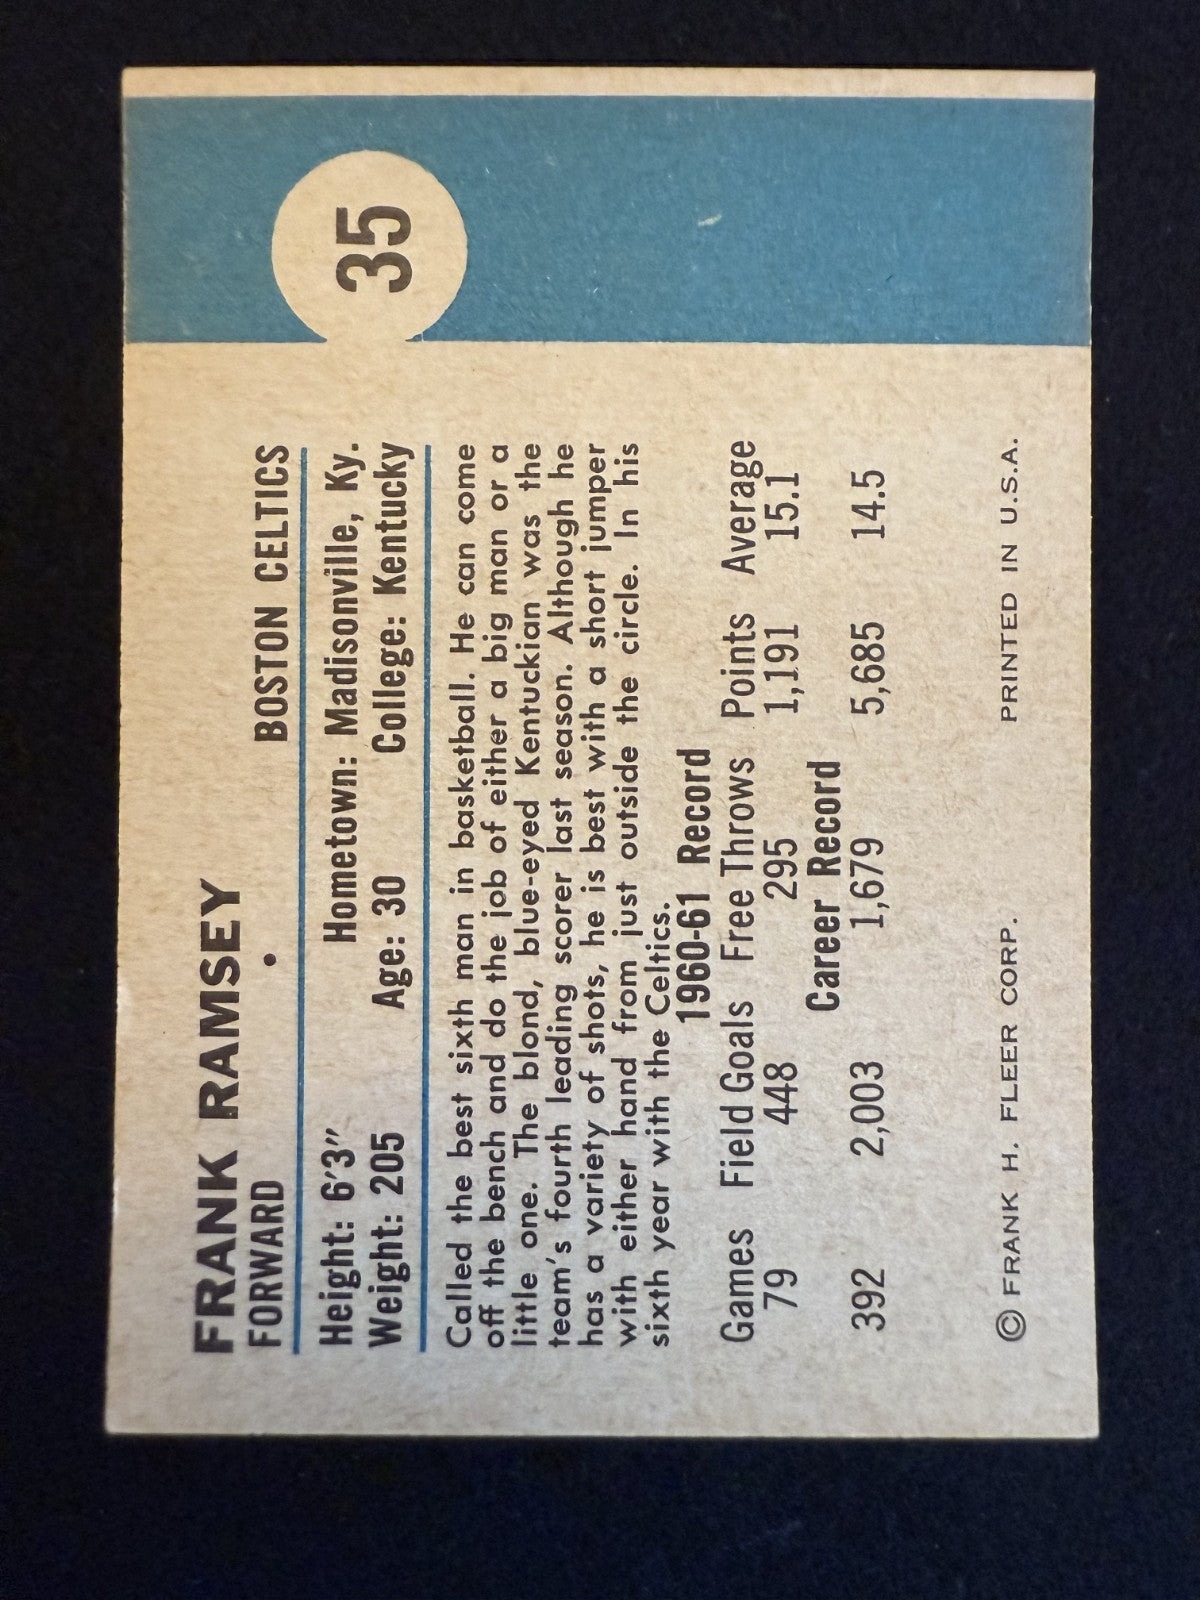 35
FRANK RAMSEY
FORWARD • BOSTON CELTICS
Height: 6'3" Hometown: Madisonville, Ky.
Weight: 205 Age: 30 College: Kentucky
Called the best sixth man in basketball. He can come
off the bench and do the job of either a big man or a
little one. The blond, blue-eyed Kentuckian was the
team's fourth leading scorer last season. Although he
has a variety of shots, he is best with a short jumper
with either hand from just outside the circle. In his
sixth year with the Celtics.
1960-61 Record
Games Field Goals Free Throws Points Average
79 448 295 1,191 15.1
Career Record
392 2,003 1,679 5,685 14.5
© FRANK H. FLEER CORP. PRINTED IN U.S.A.